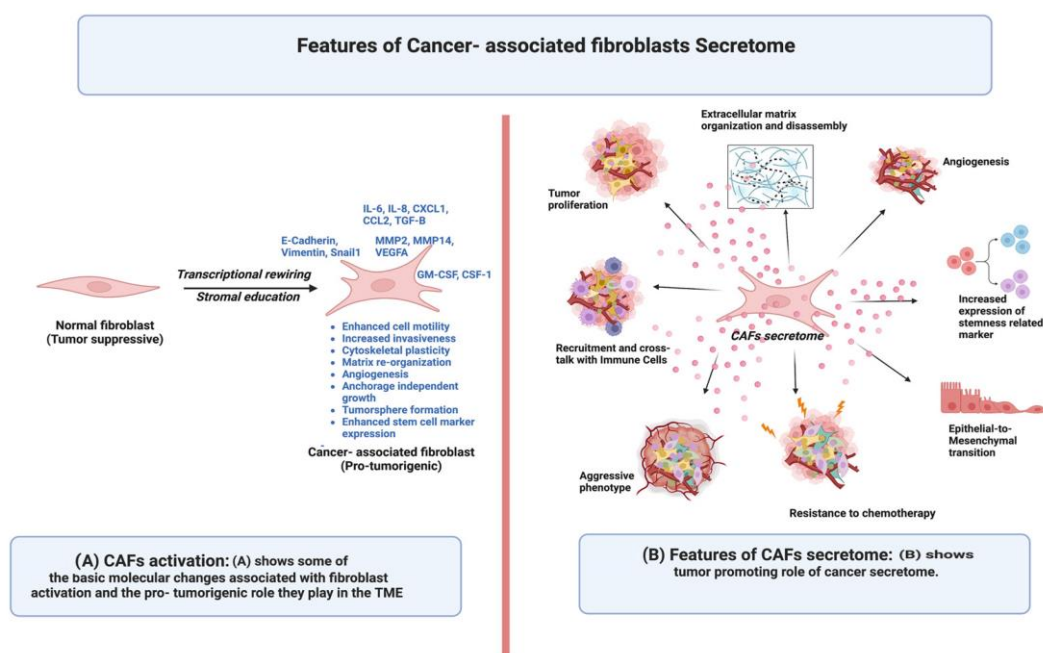 Features of Cancer- associated fibroblasts Secretome
IL-6, IL-8, CXCL1,
CCL2, TGF-B
E-Cadherin,
Vimentin, Snail1
MMP2, MMP14,
VEGFA
GM-CSF, CSF-1
Transcriptional rewiring
Stromal education
Normal fibroblast
(Tumor suppressive)
• Enhanced cell motility
• Increased invasiveness
• Cytoskeletal plasticity
• Matrix re-organization
• Angiogenesis
• Anchorage independent
growth
• Tumorsphere formation
• Enhanced stem cell marker
expression
Cancer- associated fibroblast
(Pro-tumorigenic)
(A) CAFs activation: (A) shows some of
the basic molecular changes associated with fibroblast
activation and the pro- tumorigenic role they play in the TME
Extracellular matrix
organization and disassembly
Tumor
proliferation
Angiogenesis
Recruitment and cross-
talk with Immune Cells
CAFs secretome
Increased
expression of
stemness related
marker
Aggressive
phenotype
Resistance to chemotherapy
Epithelial-to-
Mesenchymal
transition
(B) Features of CAFs secretome: (B) shows
tumor promoting role of cancer secretome.